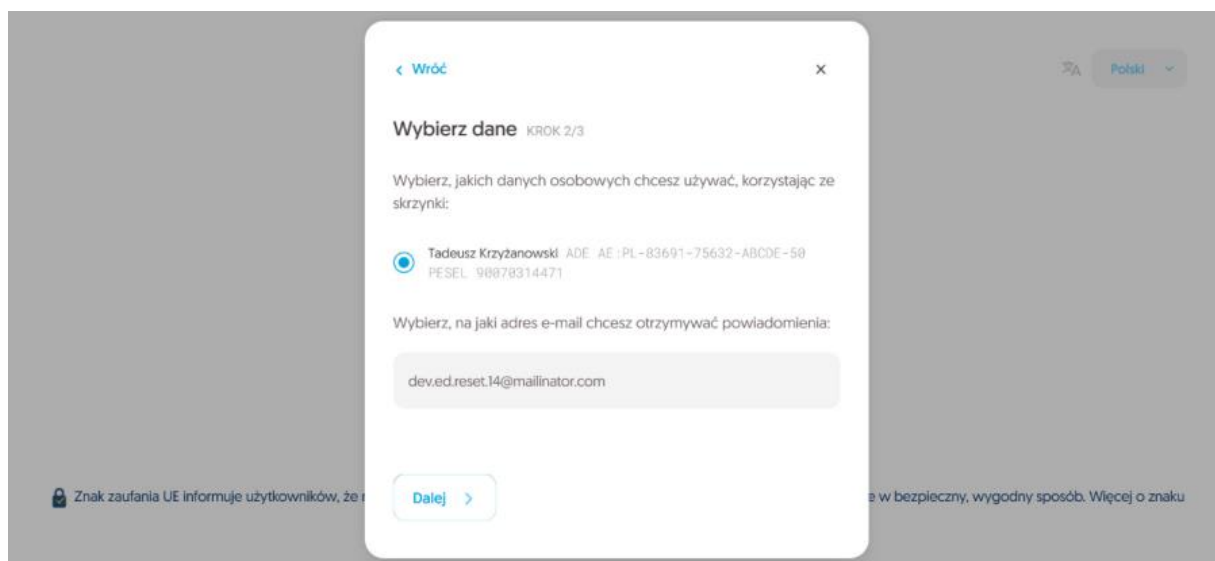 Wróć
Polski
Wybierz dane KROK 2/3
Wybierz, jakich danych osobowych chcesz używać, korzystając ze
skrzynki:
Tadeusz Krzyżanowski ADE AE:PL-83691-75632-ABCDE-50
PESEL 90070314471
Wybierz, na jaki adres e-mail chcesz otrzymywać powiadomienia:
dev.ed.reset.14@mailinator.com
Znak zaufania UE informuje użytkowników, że
e w bezpieczny, wygodny sposób. Więcej o znaku
Dalej